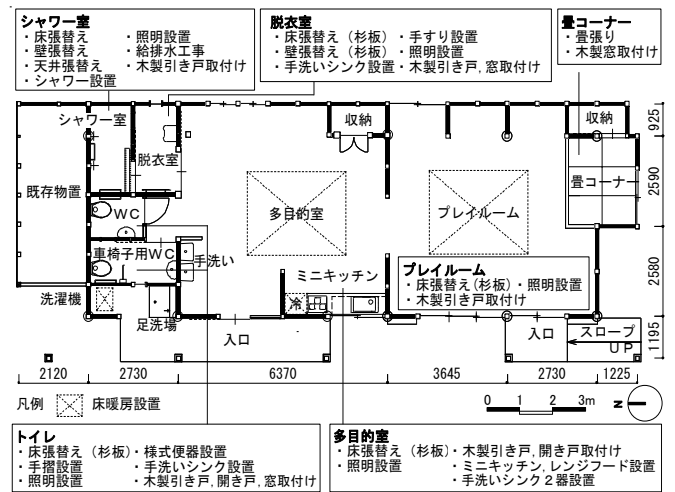 シャワー室
・床張替え ・照明設置
・壁張替え ・給排水工事
・天井張替え ・木製引き戸取付け
・シャワー設置
脱衣室
・床張替え（杉板）・手すり設置
・壁張替え（杉板）・照明設置
・手洗いシンク設置・木製引き戸,窓取付け
畳コーナー
・畳張り
・木製窓取付け
シャワー室
収納
収納
925
脱衣室
2590
既存物置
畳コーナー
WC
多目的室
プレイルーム
車椅子用WC
手洗い
2580
ミニキッチン
プレイルーム
・床張替え(杉板)・照明設置
・木製引き戸取付け
洗濯機
冷
足洗場
入口
入口
スロープ
UP
1195
2120
2730
6370
3645
2730
1225
凡例
床暖房設置
0 1 2 3m
N
トイレ
・床張替え（杉板）・様式便器設置
・手摺設置 ・手洗いシンク設置
・照明設置 ・木製引き戸,開き戸,窓取付け
多目的室
・床張替え（杉板）・木製引き戸,開き戸取付け
・照明設置 ・ミニキッチン,レンジフード設置
・手洗いシンク２器設置